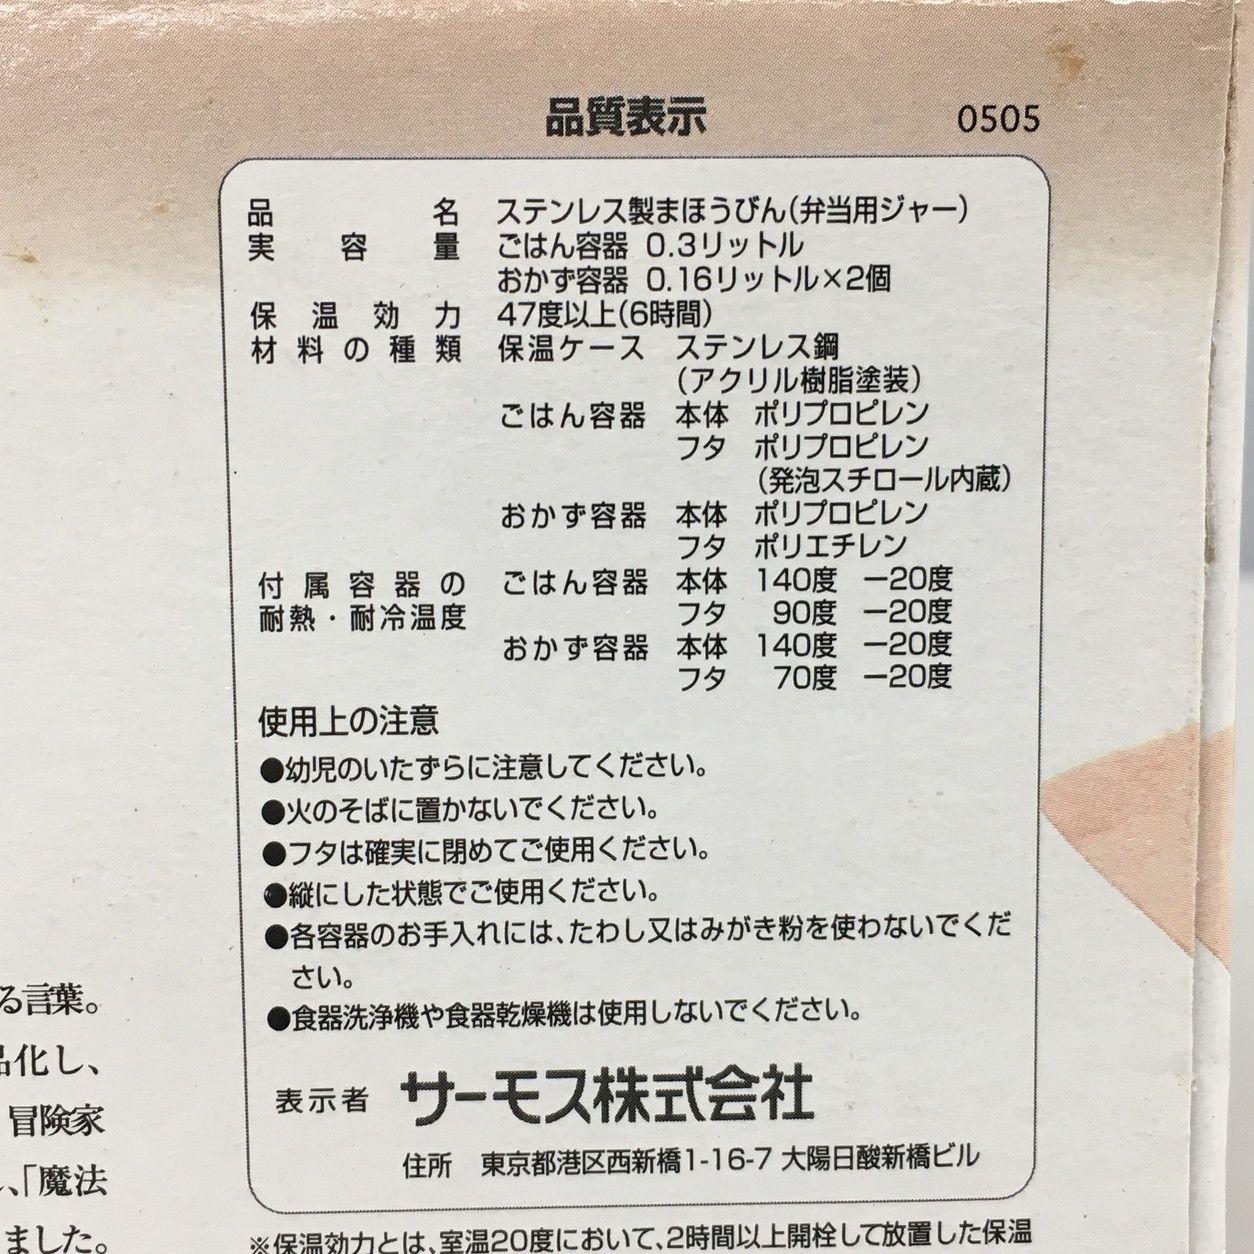 品質表示 0505
品名 ステンレス製まほうびん(弁当用ジャー)
実容量 ごはん容器 0.3リットル
おかず容器 0.16リットル×2個
保温効力 47度以上(6時間)
材料の種類 保温ケース ステンレス鋼
(アクリル樹脂塗装)
ごはん容器 本体 ポリプロピレン
フタ ポリプロピレン
(発泡スチロール内蔵)
おかず容器 本体 ポリプロピレン
フタ ポリエチレン
付属容器の ごはん容器 本体 140度 −20度
耐熱・耐冷温度 フタ 90度 −20度
おかず容器 本体 140度 −20度
フタ 70度 −20度
使用上の注意
●幼児のいたずらに注意してください。
●火のそばに置かないでください。
●フタは確実に閉めてご使用ください。
●縦にした状態でご使用ください。
●各容器のお手入れには、たわし又はみがき粉を使わないでくだ
さい。
●食器洗浄機や食器乾燥機は使用しないでください。
表示者 サーモス株式会社
住所 東京都港区西新橋1-16-7 大陽日酸新橋ビル
※保温効力とは、室温20度において、2時間以上開栓して放置した保温
る言葉。
品化し、
冒険家
、「魔法
ました。